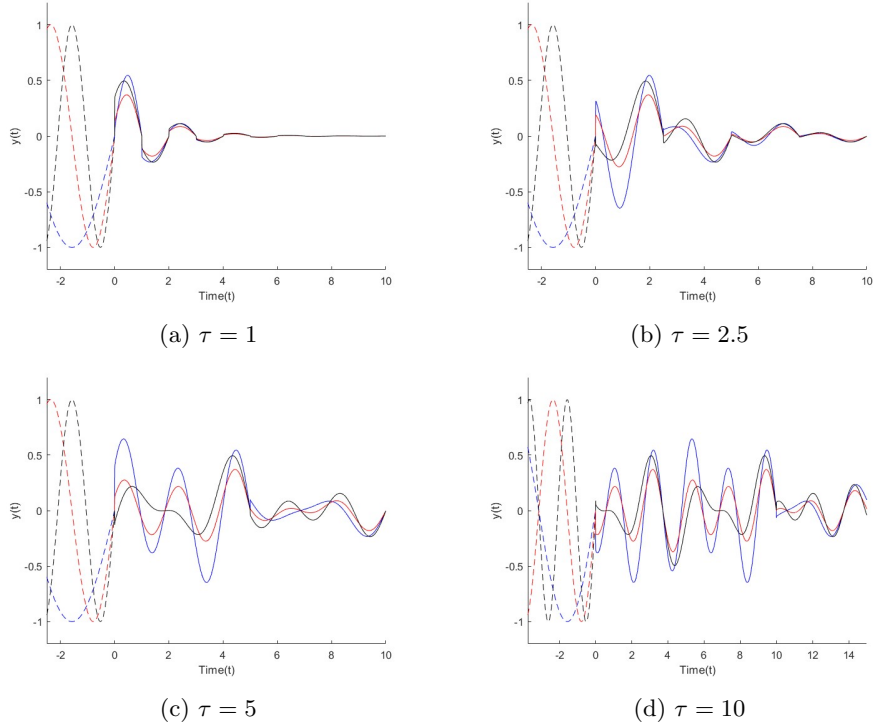 1
0.5
0
-0.5
-1
y(t)
-2 0 2 4 6 8 10
Time(t)
(a) τ = 1
1
0.5
0
-0.5
-1
y(t)
-2 0 2 4 6 8 10
Time(t)
(b) τ = 2.5
1
0.5
0
-0.5
-1
y(t)
-2 0 2 4 6 8 10
Time(t)
(c) τ = 5
1
0.5
0
-0.5
-1
y(t)
-2 0 2 4 6 8 10 12 14
Time(t)
(d) τ = 10